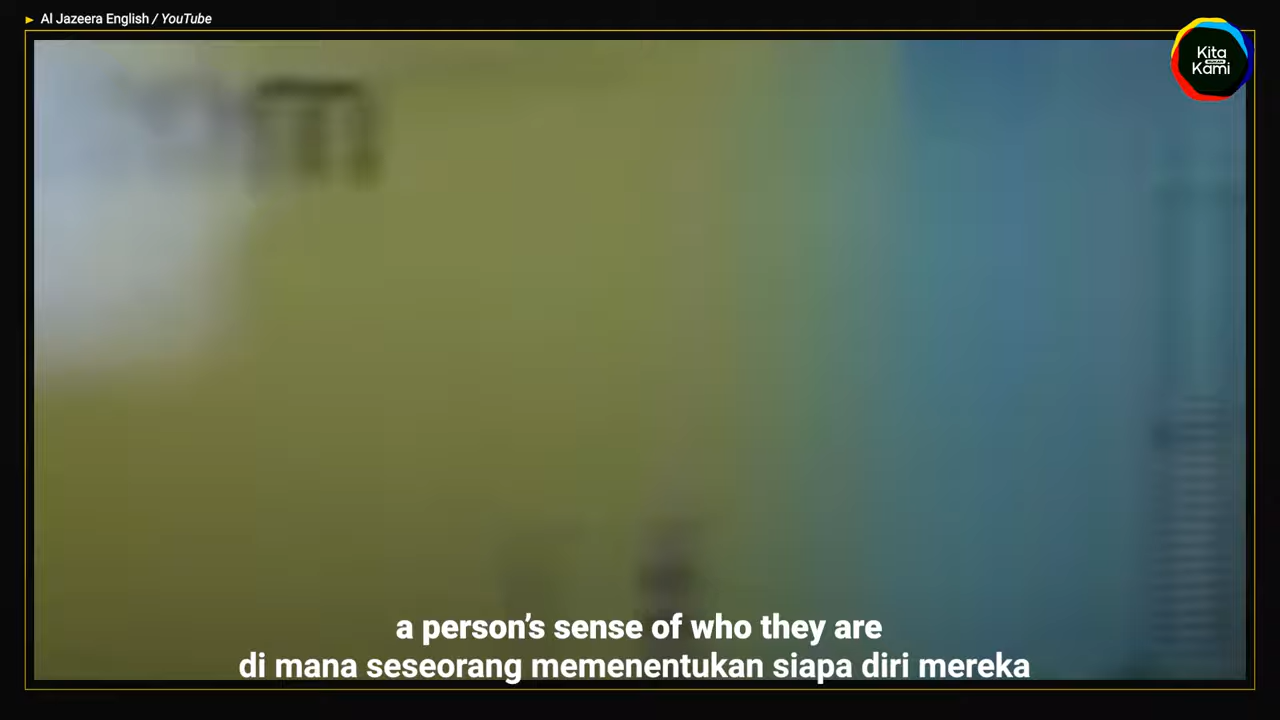 ► Al Jazeera English / YouTube
Kita
Kami
a person’s sense of who they are
di mana seseorang memenentukan siapa diri mereka